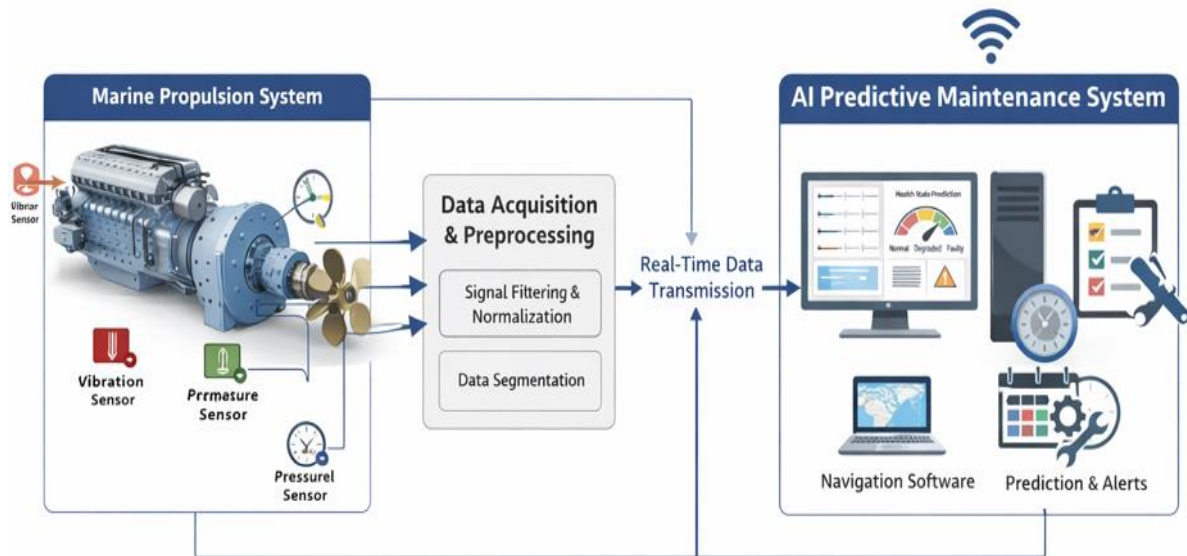 Marine Propulsion System
Vibrar
Sensor
Vibration
Sensor
Prrmasure
Sensor
Pressurel
Sensor
Data Acquisition
& Preprocessing
Signal Filtering &
Normalization
Data Segmentation
Real-Time Data
Transmission
AI Predictive Maintenance System
Health State Prediction
Normal Degraded Faulty
Navigation Software
Prediction & Alerts